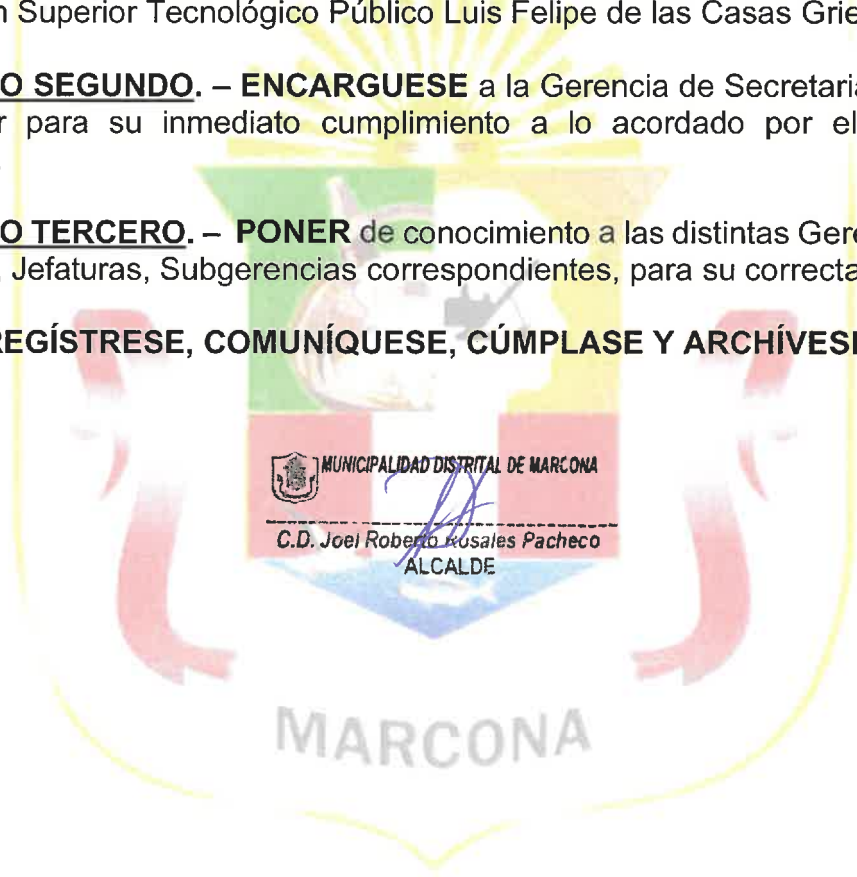 n Superior Tecnológico Público Luis Felipe de las Casas Grie
O SEGUNDO. – ENCARGUESE a la Gerencia de Secretaria
r para su inmediato cumplimiento a lo acordado por el
O TERCERO. – PONER de conocimiento a las distintas Gere
, Jefaturas, Subgerencias correspondientes, para su correcta
REGÍSTRESE, COMUNÍQUESE, CÚMPLASE Y ARCHÍVESE
MUNICIPALIDAD DISTRITAL DE MARCONA
C.D. Joel Roberto Rosales Pacheco
ALCALDE
MARCONA